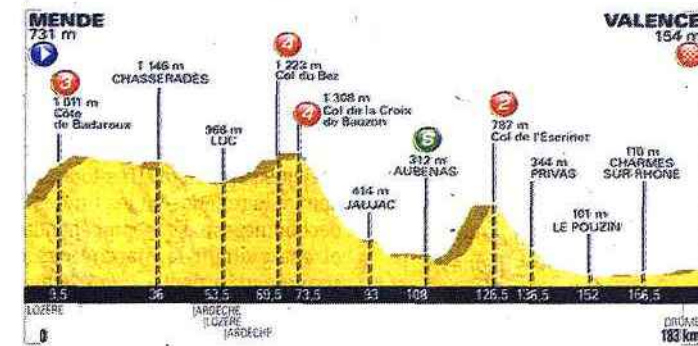 MENDE
731 m
VALENCE
154 m
3
1 011 m
Côte
de Badaroux
1 146 m
CHASSERADÈS
966 m
LUC
4
1 223 m
Col du Bez
4
1 308 m
Col de la Croix
de Bauzon
414 m
JAUJAC
S
312 m
AUBENAS
2
787 m
Col de l'Escrinet
344 m
PRIVAS
101 m
LE POUZIN
110 m
CHARMES
SUR-RHÔNE
9,5 36 53,5 69,5 73,5 93 108 126,5 136,5 152 166,5
LOZÈRE
ARDÈCHE
LOZÈRE
ARDÈCHE
DRÔME
0
183 km